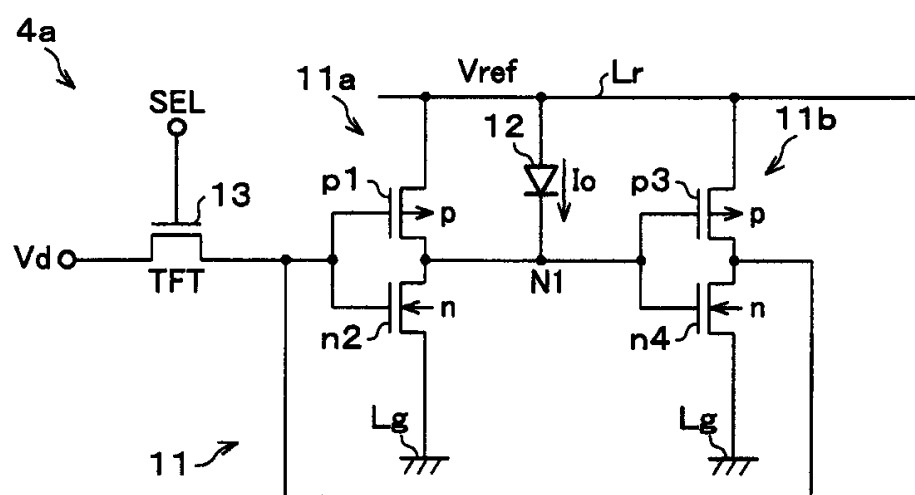 4a
Vref
Lr
11a
SEL
12
11b
Io
p1
p3
13
p
p
Vd
TFT
N1
n
n
n2
n4
Lg
Lg
11